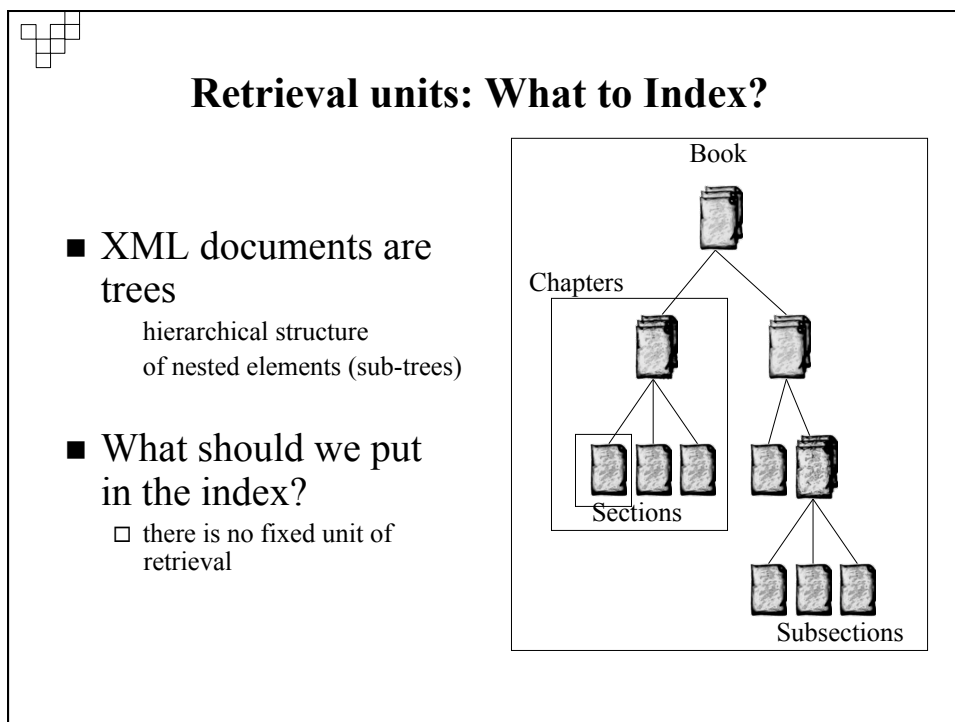 Retrieval units: What to Index?
■ XML documents are
trees
hierarchical structure
of nested elements (sub-trees)
■ What should we put
in the index?
□ there is no fixed unit of
retrieval
Book
Chapters
Sections
Subsections